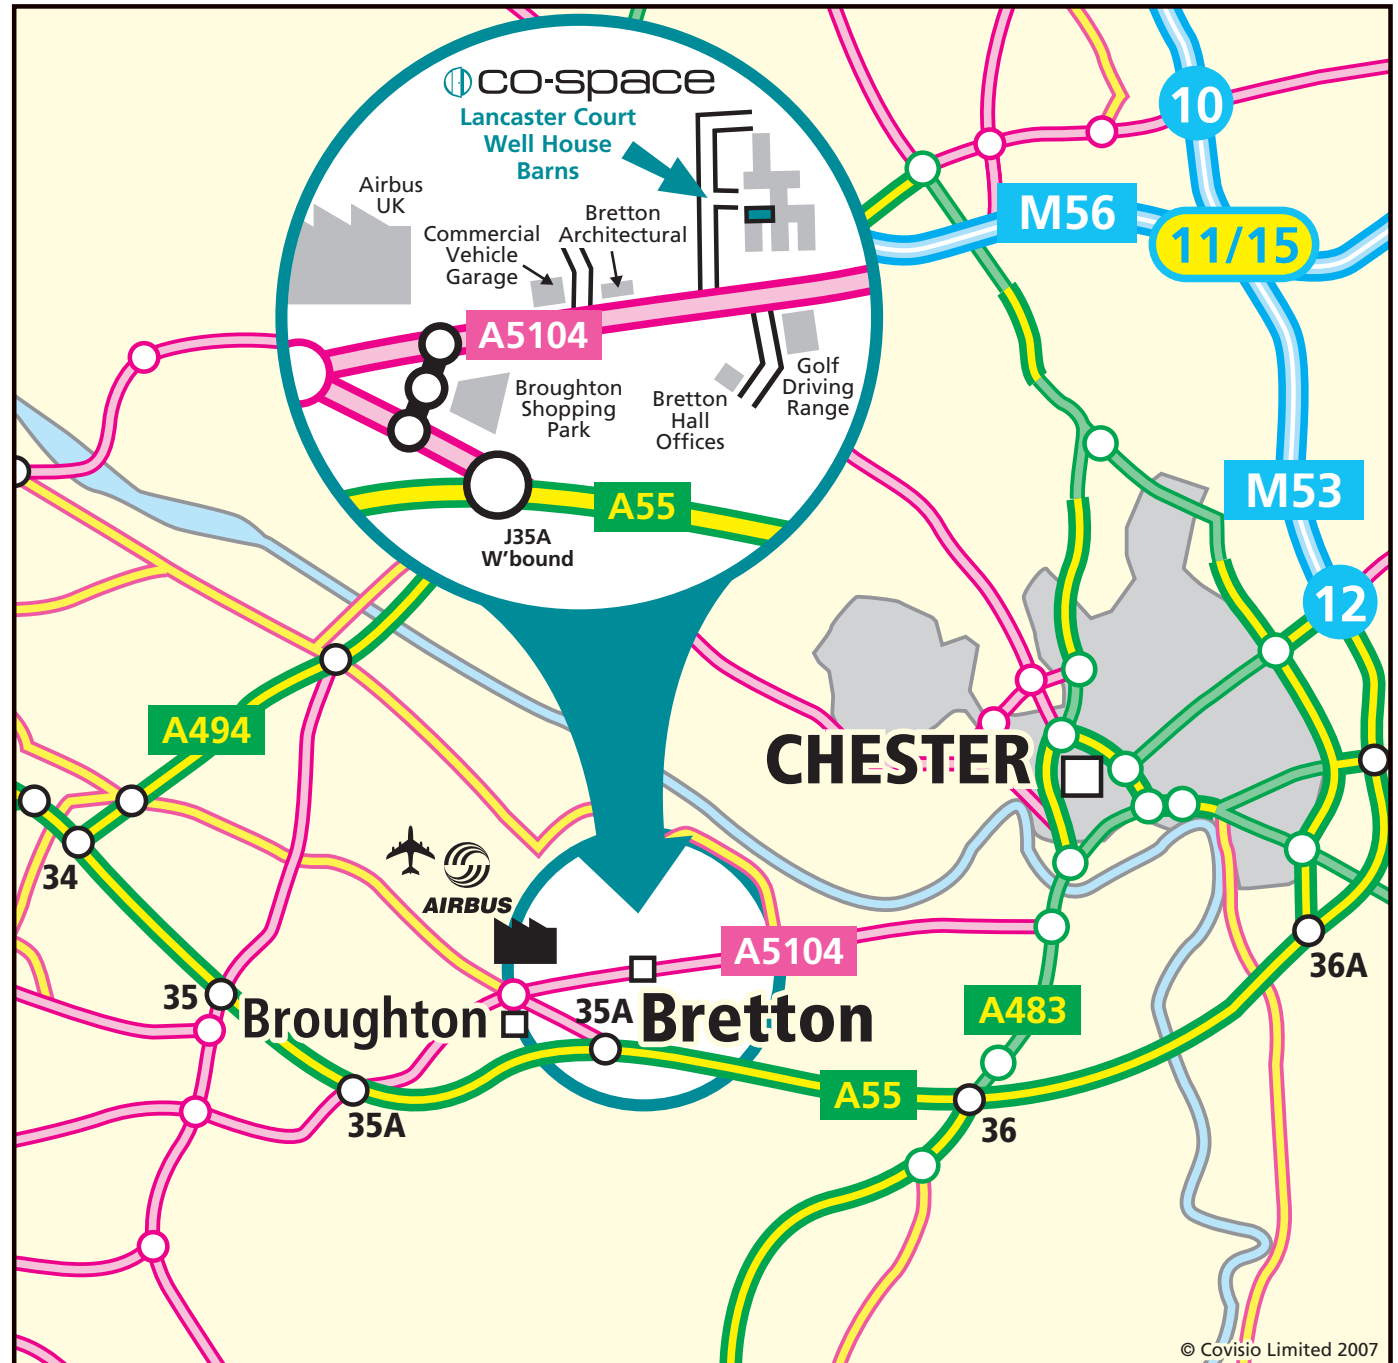 co-space
Lancaster Court
Well House
Barns
Airbus
UK
Commercial
Vehicle
Garage
Bretton
Architectural
A5104
Broughton
Shopping
Park
Bretton
Hall
Offices
Golf
Driving
Range
A55
J35A
W'bound
10
M56
11/15
M53
12
A494
CHESTER
34
AIRBUS
A5104
35
Broughton
35A
Bretton
A483
36A
35A
A55
36
© Covisio Limited 2007